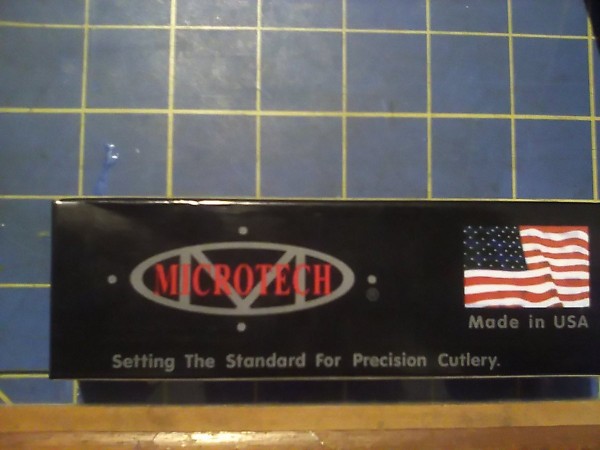 MICROTECH
Made in USA
Setting The Standard For Precision Cutlery.